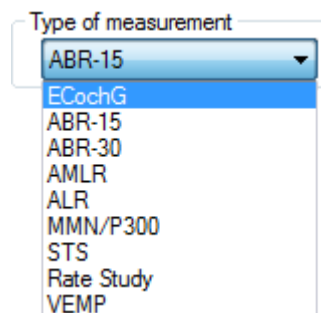 Type of measurement
ABR-15
ECochG
ABR-15
ABR-30
AMLR
ALR
MMN/P300
STS
Rate Study
VEMP